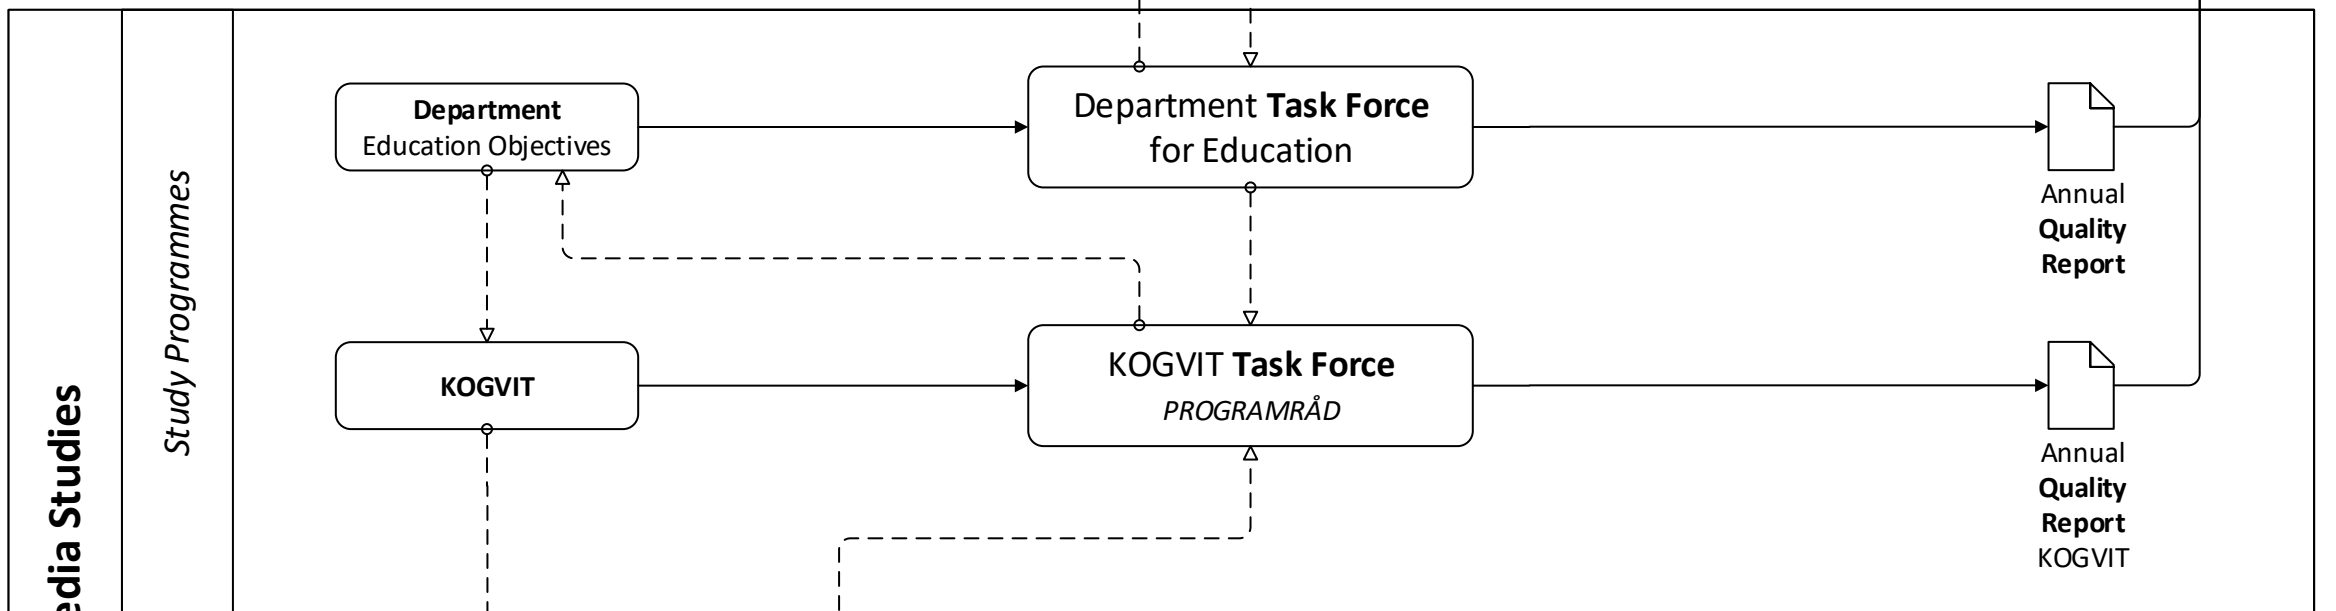 edia Studies
Study Programmes
Department
Education Objectives
Department Task Force
for Education
Annual
Quality
Report
KOGVIT
KOGVIT Task Force
PROGRAMRÅD
Annual
Quality
Report
KOGVIT